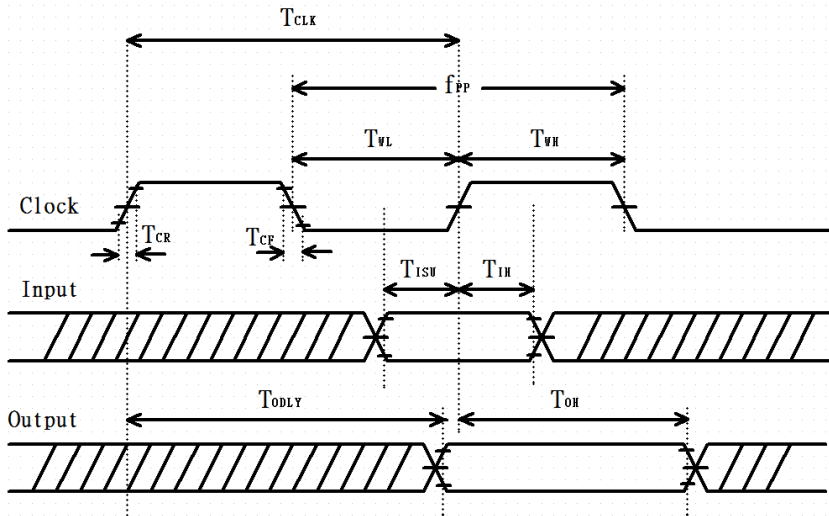 TCLK
fPP
TWL
TWH
Clock
TCR
TCF
TISU
TIH
Input
TODLY
TOH
Output